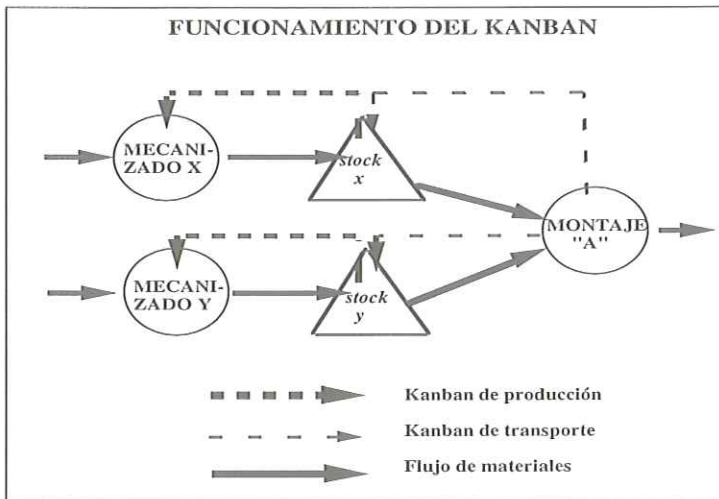 FUNCIONAMIENTO DEL KANBAN
MECANI-
ZADO X
stock
x
MONTAJE
"A"
MECANI-
ZADO Y
stock
y
Kanban de producción
Kanban de transporte
Flujo de materiales